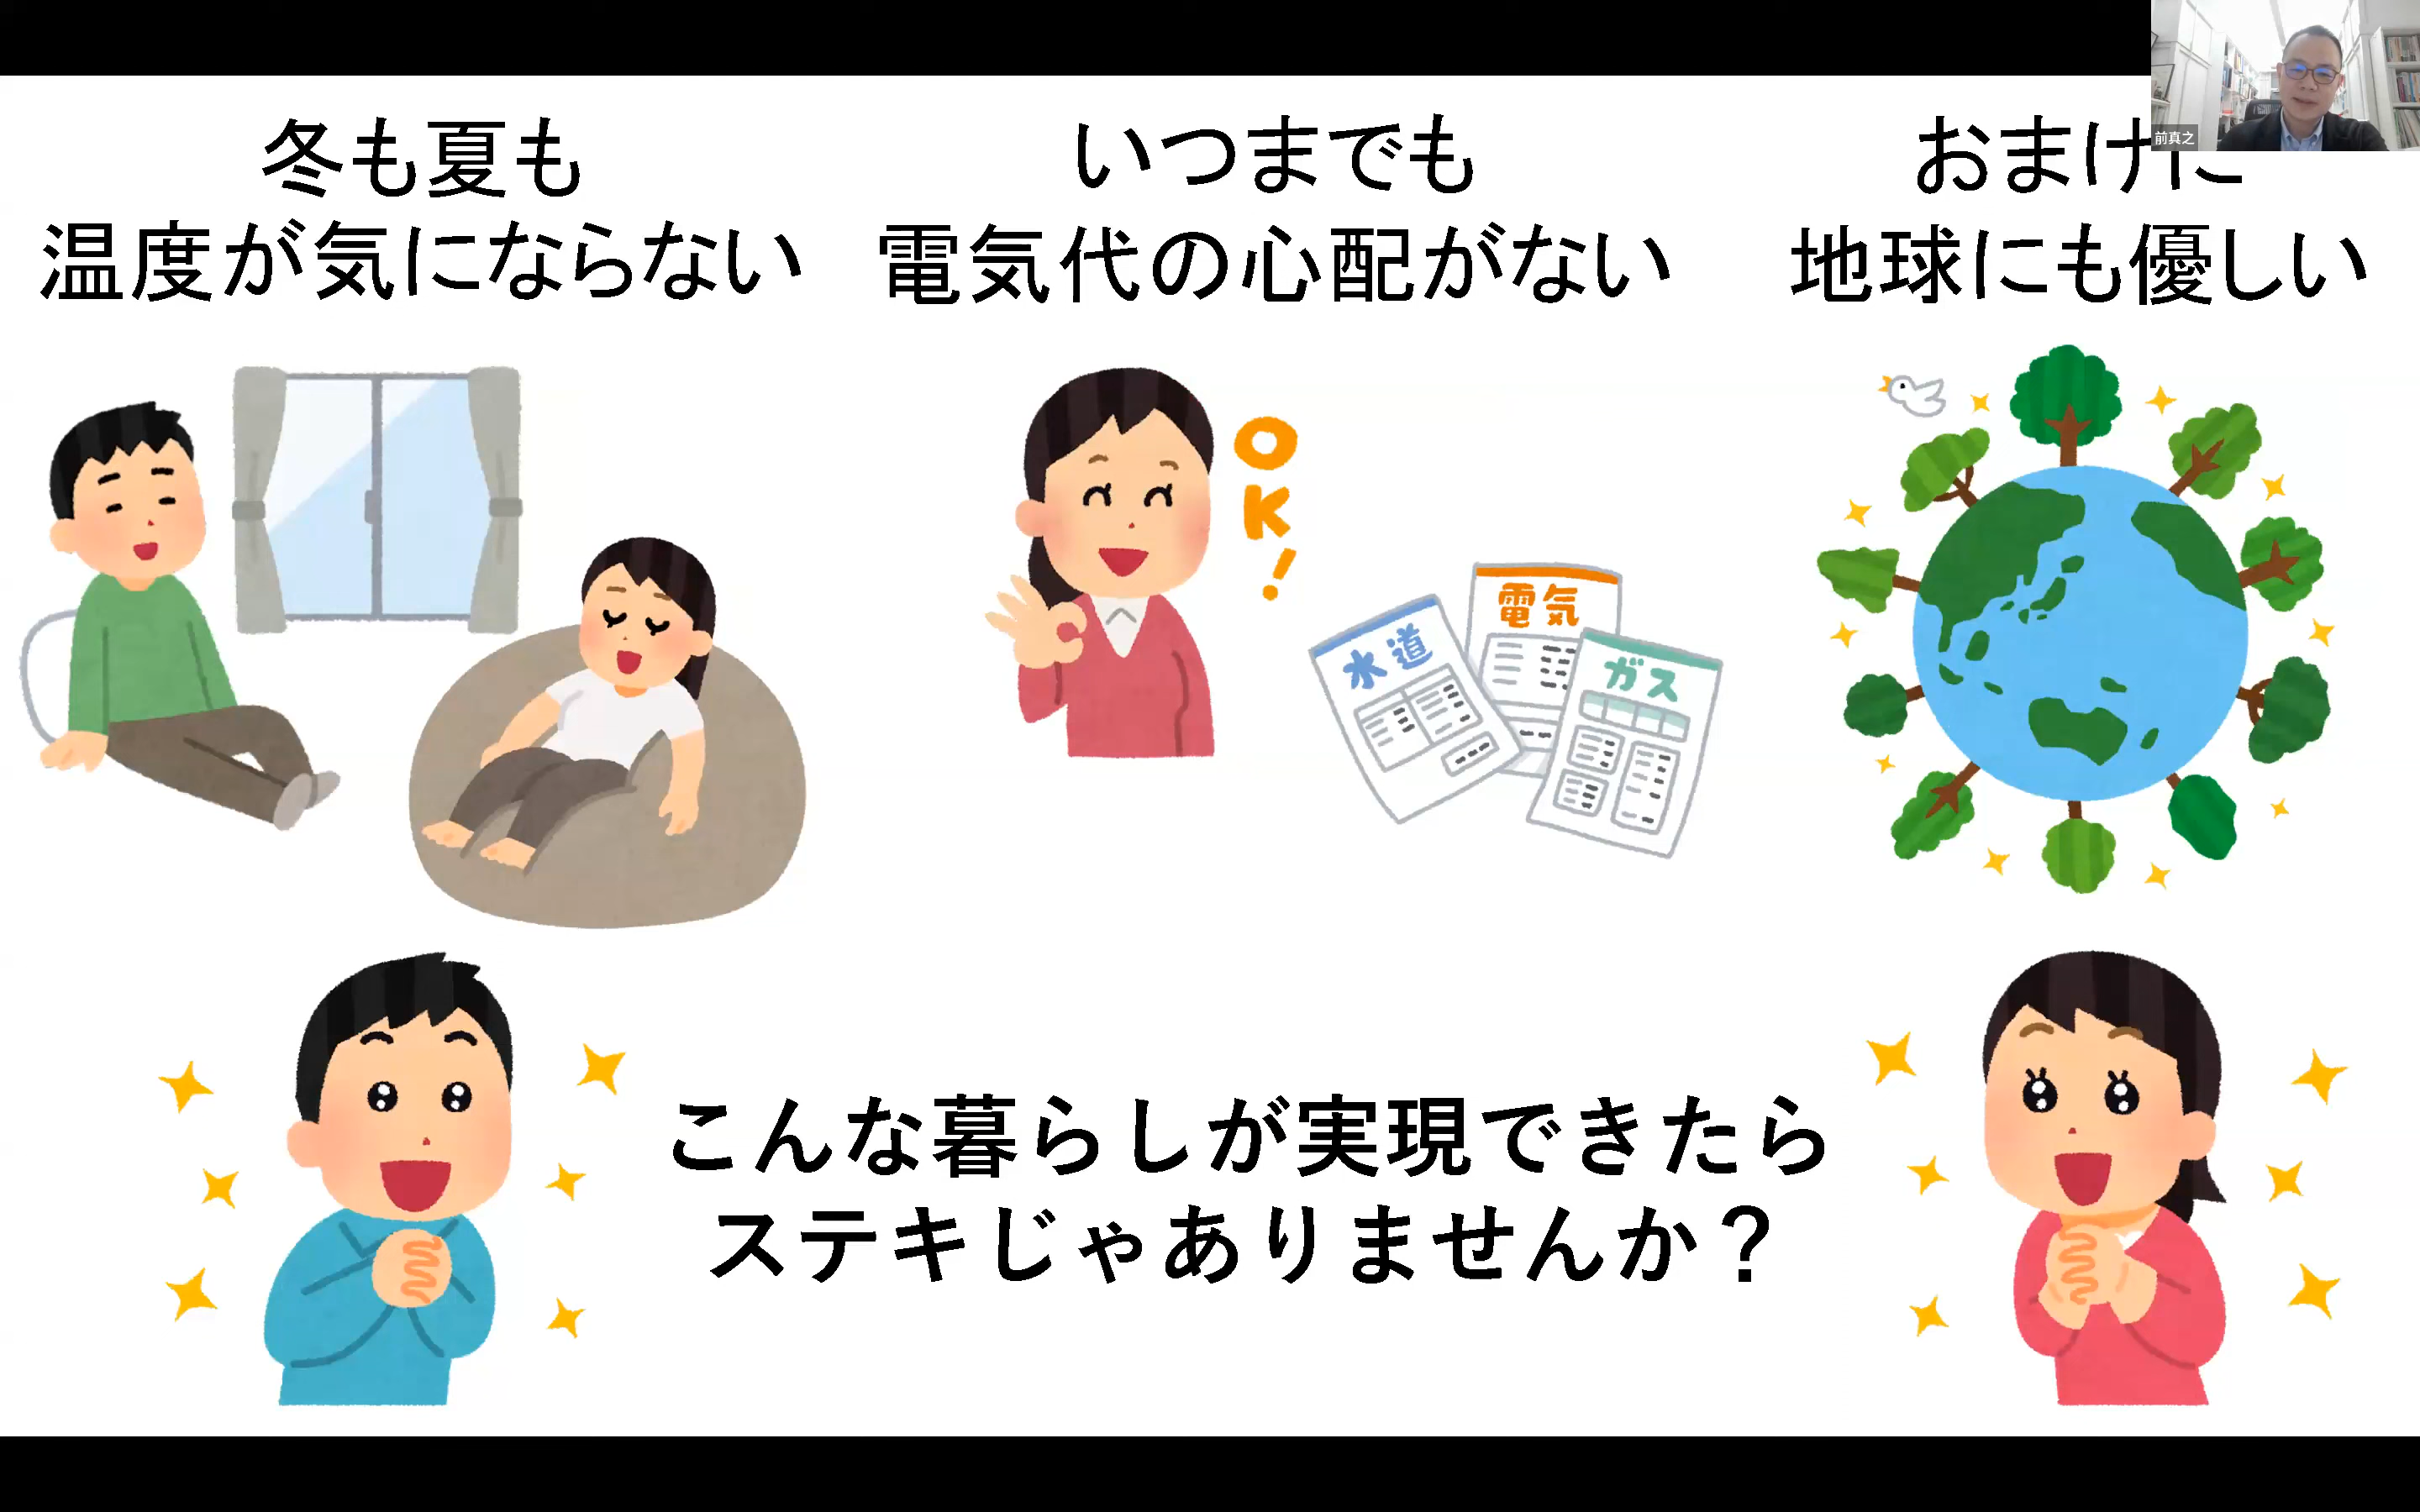 冬も夏も
温度が気にならない
いつまでも
電気代の心配がない
おまけに
地球にも優しい
前真之
OK!
水道
電気
ガス
こんな暮らしが実現できたら
ステキじゃありませんか？